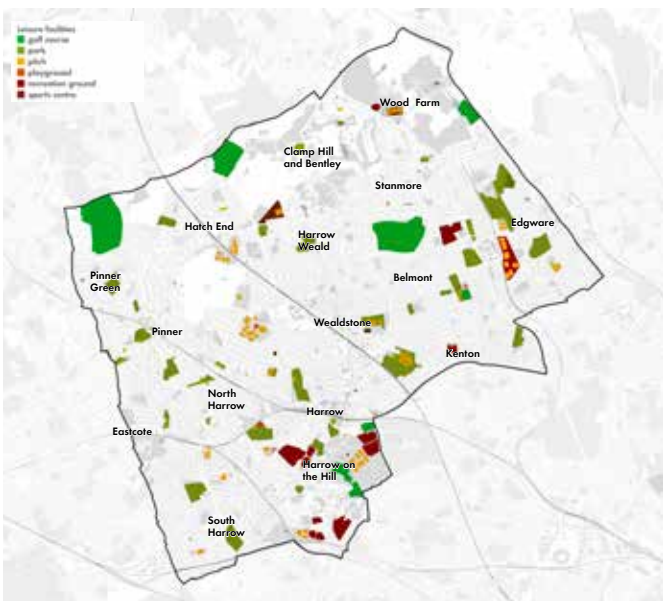 Leisure facilities
golf course
park
pitch
playground
recreation ground
sports centre
Wood Farm
Clamp Hill
and Bentley
Stanmore
Hatch End
Harrow
Weald
Edgware
Pinner
Green
Belmont
Pinner
Wealdstone
Kenton
North
Harrow
Harrow
Eastcote
Harrow on
the Hill
South
Harrow